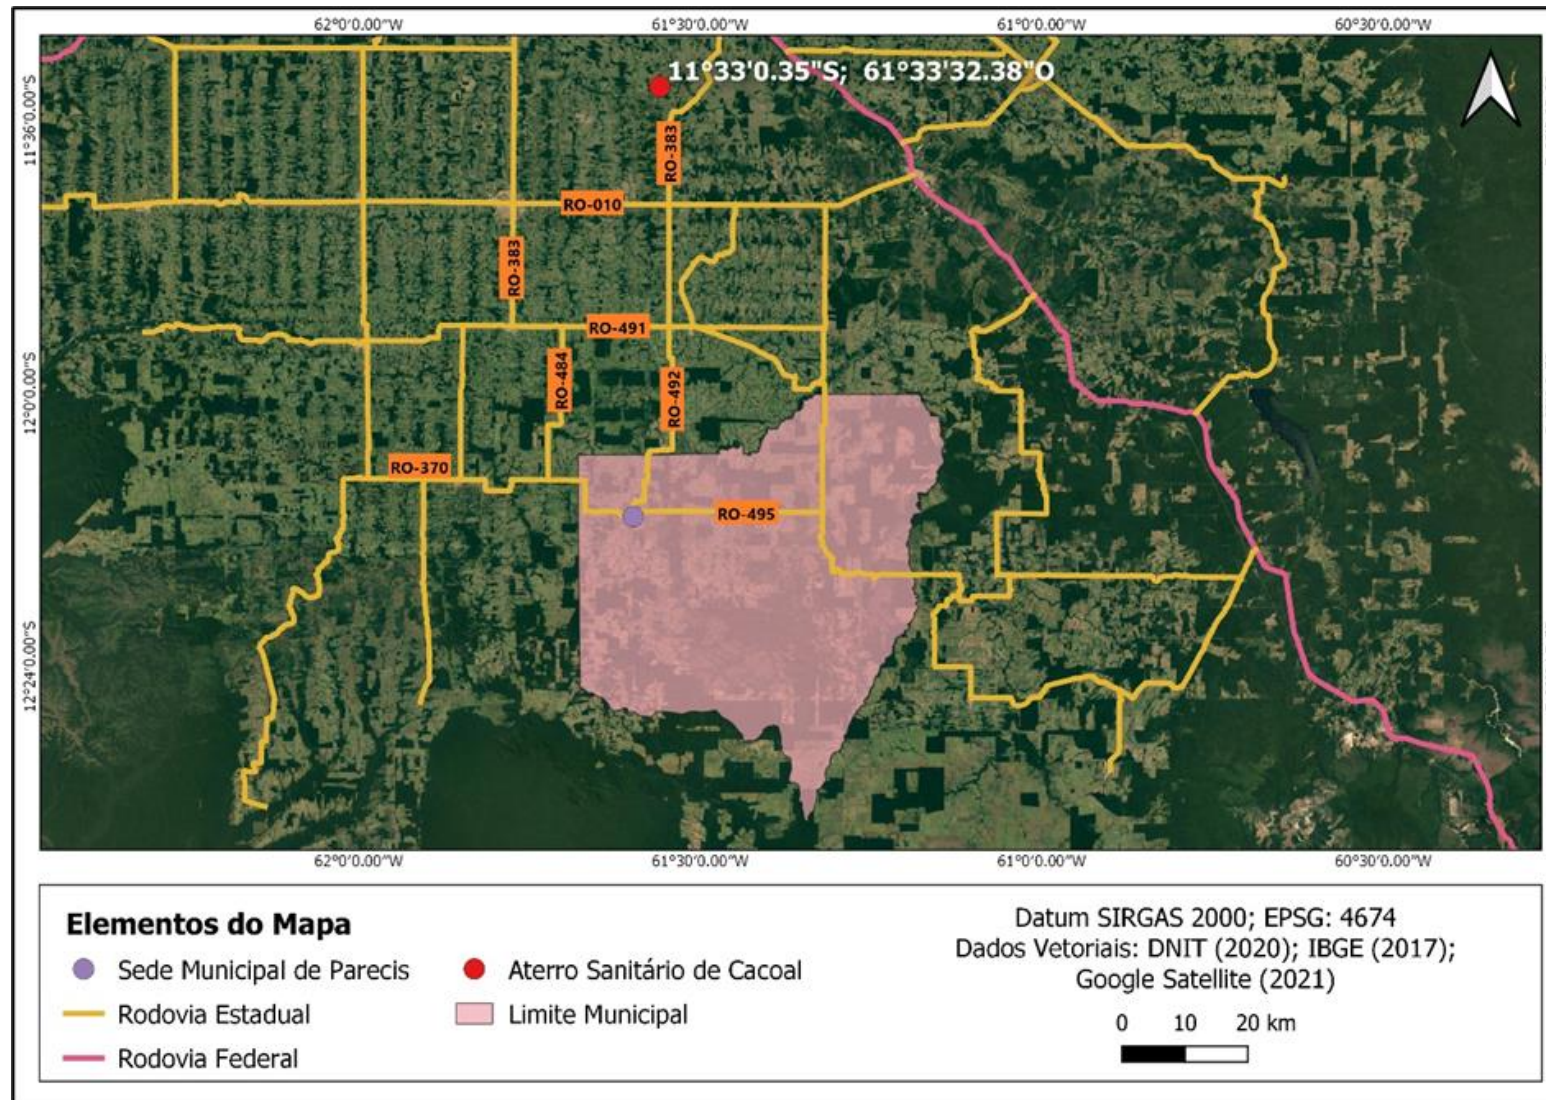 62°0'0.00"W
61°30'0.00"W
61°0'0.00"W
60°30'0.00"W
11°33'0.35"S; 61°33'32.38"O
11°36'0.00"S
RO-383
RO-010
RO-383
RO-491
RO-484
RO-492
12°0'0.00"S
RO-370
RO-495
12°24'0.00"S
62°0'0.00"W
61°30'0.00"W
61°0'0.00"W
60°30'0.00"W
Elementos do Mapa
Sede Municipal de Parecis
Aterro Sanitário de Cacoal
Rodovia Estadual
Limite Municipal
Rodovia Federal
Datum SIRGAS 2000; EPSG: 4674
Dados Vetoriais: DNIT (2020); IBGE (2017);
Google Satellite (2021)
0 10 20 km